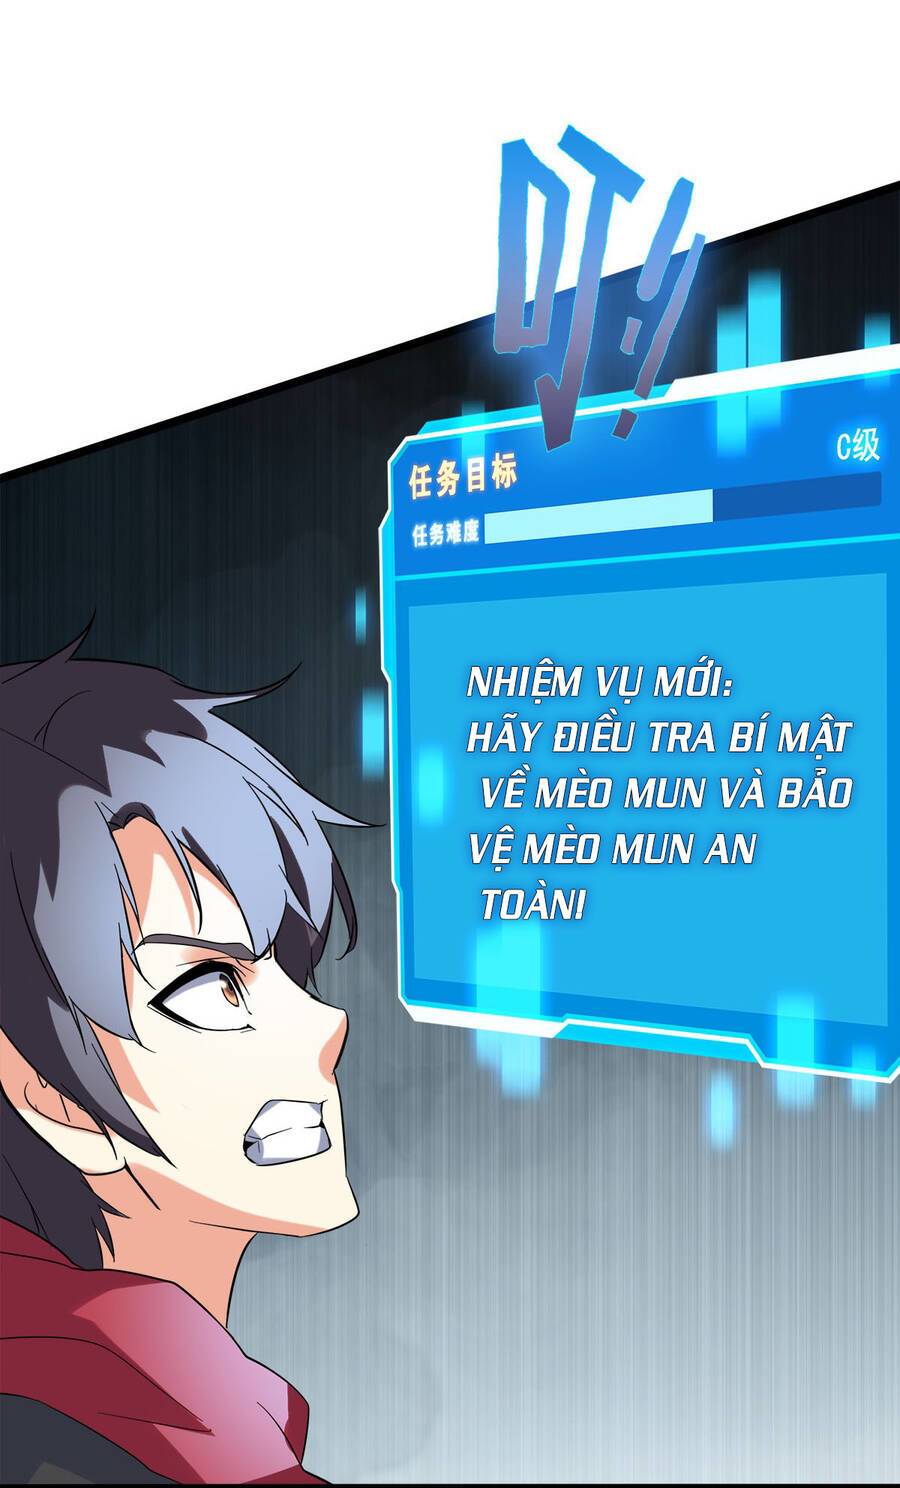 叮!!
任务目标
C级
任务难度
NHIỆM VỤ MỚI:
HÃY ĐIỀU TRA BÍ MẬT
VỀ MÈO MUN VÀ BẢO
VỆ MÈO MUN AN
TOÀN!